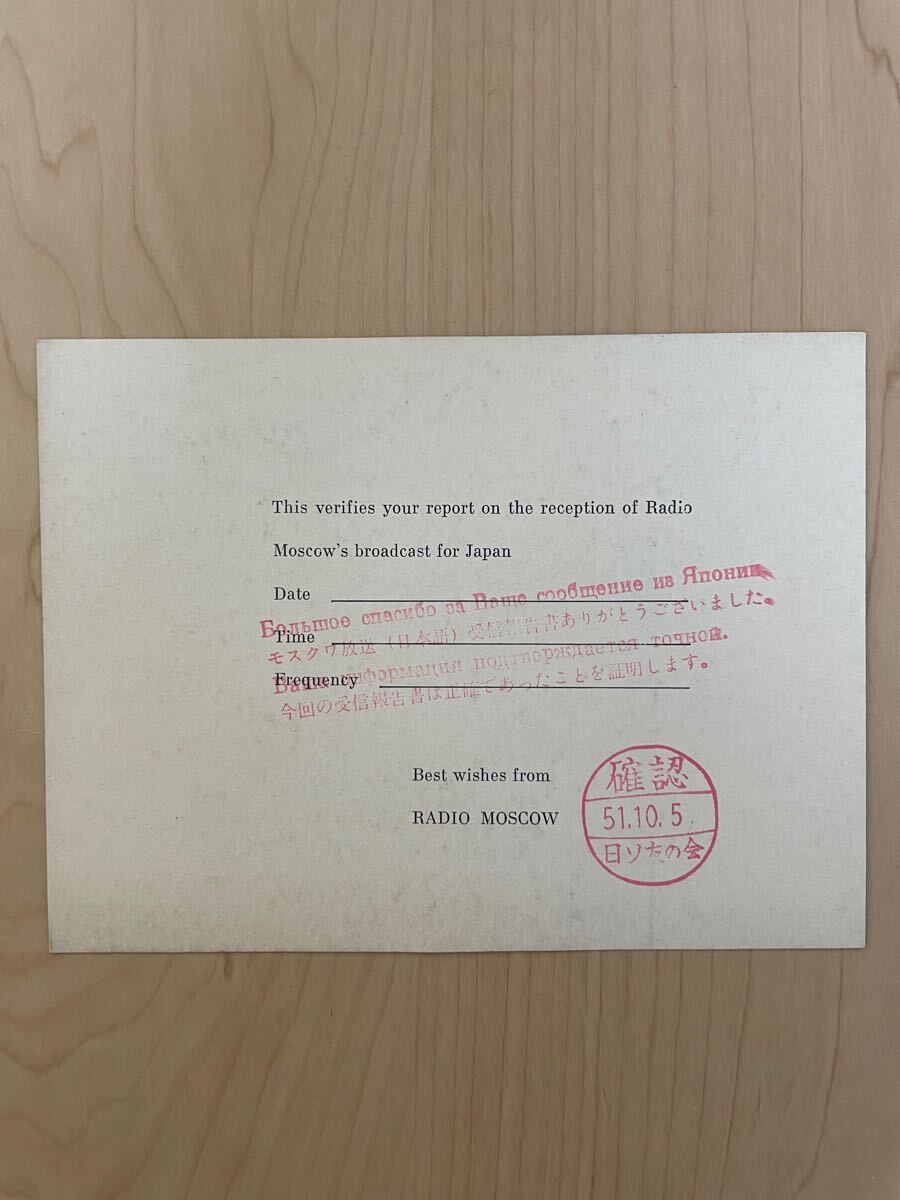 This verifies your report on the reception of Radio
Moscow's broadcast for Japan
Date
Большое спасибо за Ваше сообщение из Японии
Time
モスクワ放送（日本語）受信報告書ありがとうございました。
Ваша информация подтверждается точной.
Frequency
今回の受信報告書は正確であったことを証明します。
Best wishes from
RADIO MOSCOW
確認
51.10.5
日ソ友の会